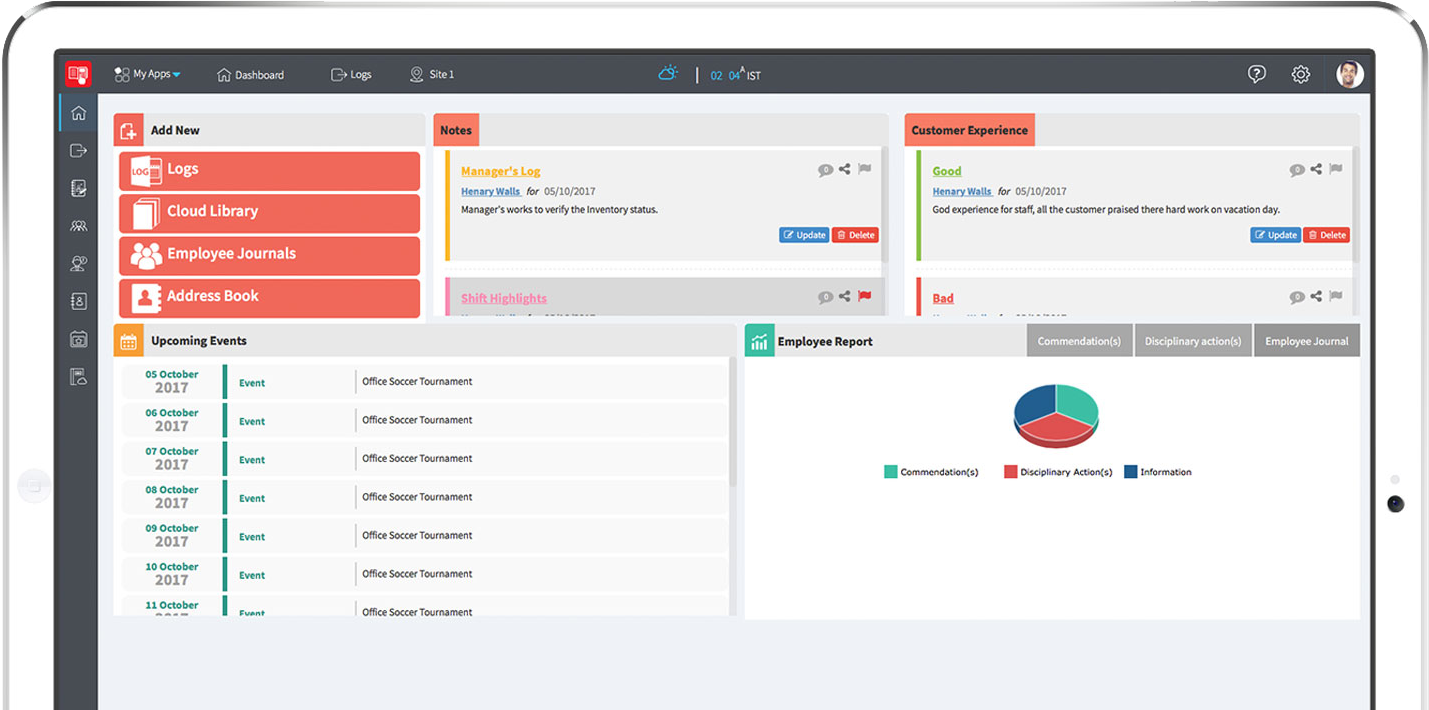 My Apps
Dashboard
Logs
Site 1
02 04 A IST
Add New
LOG Logs
Cloud Library
Employee Journals
Address Book
Notes
Manager's Log
0
Henary Walls for 05/10/2017
Manager's works to verify the Inventory status.
Update Delete
Shift Highlights
0
Customer Experience
Good
0
Henary Walls for 05/10/2017
God experience for staff, all the customer praised there hard work on vacation day.
Update Delete
Bad
0
Upcoming Events
05 October
2017
Event
Office Soccer Tournament
06 October
2017
Event
Office Soccer Tournament
07 October
2017
Event
Office Soccer Tournament
08 October
2017
Event
Office Soccer Tournament
09 October
2017
Event
Office Soccer Tournament
10 October
2017
Event
Office Soccer Tournament
11 October
2017
Event
Office Soccer Tournament
Employee Report
Commendation(s)
Disciplinary action(s)
Employee Journal
Commendation(s) Disciplinary Action(s) Information